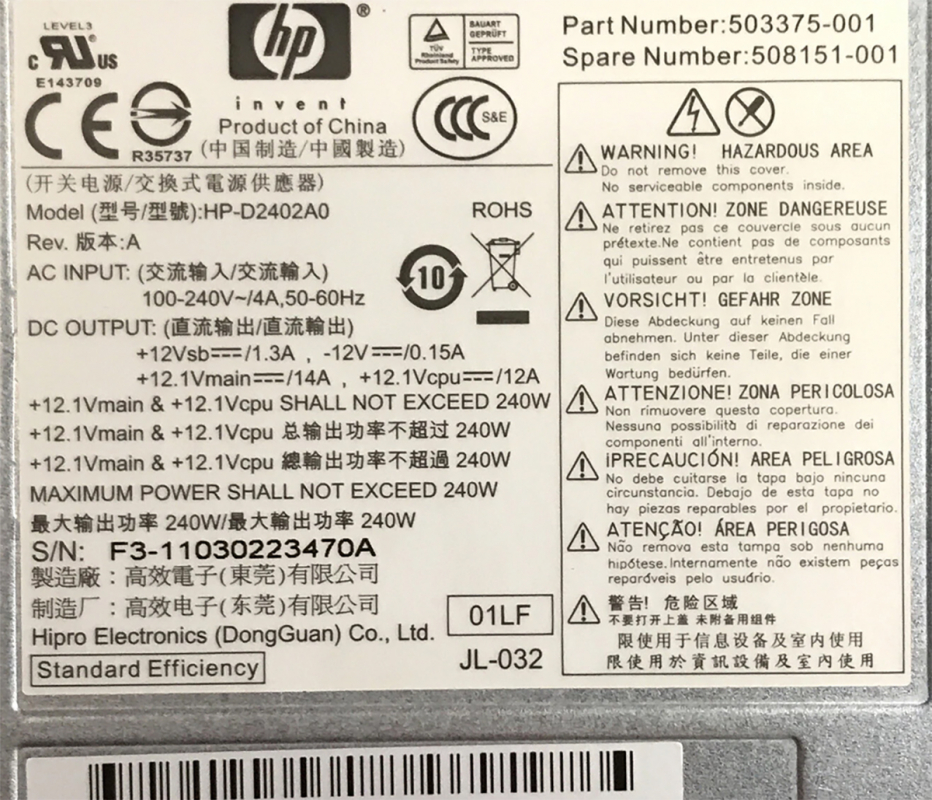 LEVEL3
c RU US
E143709
hp
®
invent
TÜV
Rheinland
Product Safety
BAUART
GEPRÜFT
TYPE
APPROVED
Part Number:503375-001
Spare Number:508151-001
CE
R35737
Product of China
(中国制造/中國製造)
CCC S&E
(开关电源/交换式電源供應器)
Model (型号/型號):HP-D2402A0
Rev. 版本:A
ROHS
10
AC INPUT: (交流输入/交流輸入)
100-240V~/4A,50-60Hz
DC OUTPUT: (直流输出/直流輸出)
+12Vsb⎓/1.3A , -12V⎓/0.15A
+12.1Vmain⎓/14A , +12.1Vcpu⎓/12A
+12.1Vmain & +12.1Vcpu SHALL NOT EXCEED 240W
+12.1Vmain & +12.1Vcpu 总输出功率不超过 240W
+12.1Vmain & +12.1Vcpu 總輸出功率不超過 240W
MAXIMUM POWER SHALL NOT EXCEED 240W
最大输出功率 240W/最大輸出功率 240W
S/N: F3-11030223470A
製造廠:高效電子(東莞)有限公司
制造厂:高效电子(东莞)有限公司
Hipro Electronics (DongGuan) Co., Ltd.
01LF
Standard Efficiency
JL-032
WARNING! HAZARDOUS AREA
Do not remove this cover.
No serviceable components inside.
ATTENTION! ZONE DANGEREUSE
Ne retirez pas ce couvercle sous aucun
prétexte.Ne contient pas de composants
qui puissent être entretenus par
l'utilisateur ou par la clientèle.
VORSICHT! GEFAHR ZONE
Diese Abdeckung auf keinen Fall
abnehmen. Unter dieser Abdeckung
befinden sich keine Teile, die einer
Wartung bedürfen.
ATTENZIONE! ZONA PERICOLOSA
Non rimuovere questa copertura.
Nessuna possibilità di reparazione dei
componenti all'interno.
¡PRECAUCIÓN! AREA PELIGROSA
No debe cuitarse la tapa bajo ninguna
circunstancia. Debajo de esta tapa no
hay piezas reparables por el propietario.
ATENÇÃO! ÁREA PERIGOSA
Não remova esta tampa sob nenhuma
hipótese.Internamente não existem peças
reparáveis pelo usuário.
警告! 危险区域
不要打开上盖 未附备用组件
限使用于信息设备及室内使用
限使用於資訊設備及室內使用